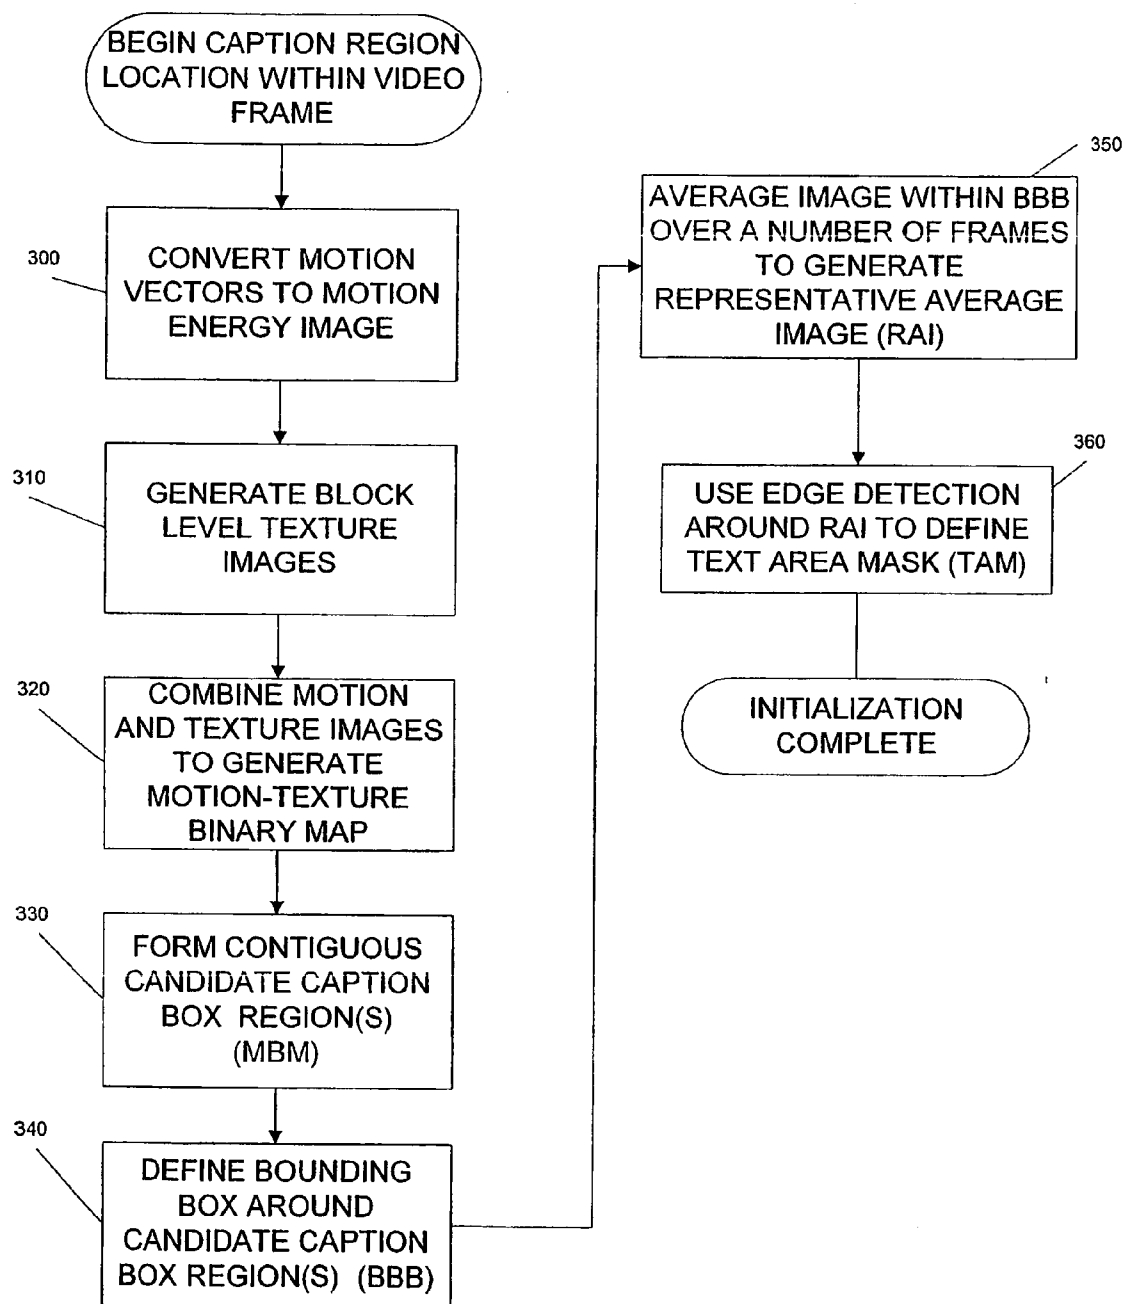 BEGIN CAPTION REGION
LOCATION WITHIN VIDEO
FRAME
300
CONVERT MOTION
VECTORS TO MOTION
ENERGY IMAGE
310
GENERATE BLOCK
LEVEL TEXTURE
IMAGES
320
COMBINE MOTION
AND TEXTURE IMAGES
TO GENERATE
MOTION-TEXTURE
BINARY MAP
330
FORM CONTIGUOUS
CANDIDATE CAPTION
BOX REGION(S)
(MBM)
340
DEFINE BOUNDING
BOX AROUND
CANDIDATE CAPTION
BOX REGION(S) (BBB)
350
AVERAGE IMAGE WITHIN BBB
OVER A NUMBER OF FRAMES
TO GENERATE
REPRESENTATIVE AVERAGE
IMAGE (RAI)
360
USE EDGE DETECTION
AROUND RAI TO DEFINE
TEXT AREA MASK (TAM)
INITIALIZATION
COMPLETE